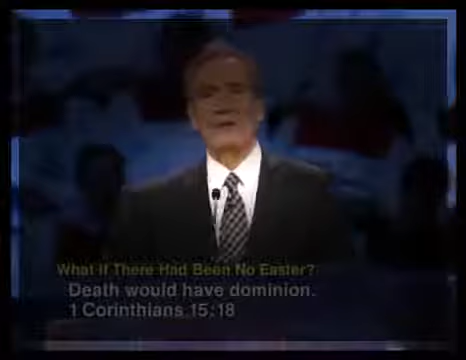 What If There Had Been No Easter?
Death would have dominion.
1 Corinthians 15:18